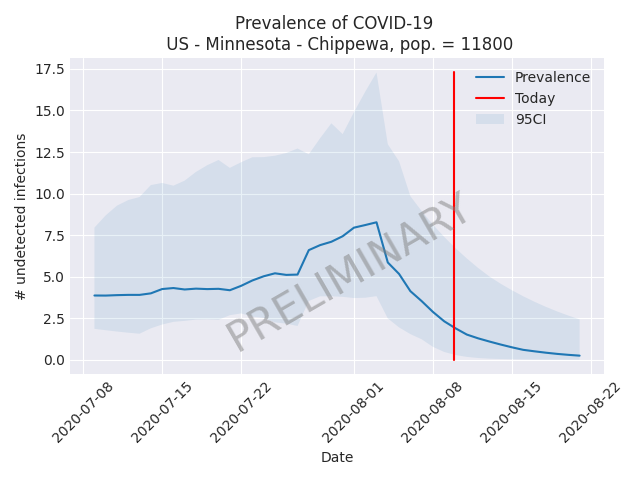 Prevalence of COVID-19
US - Minnesota - Chippewa, pop. = 11800
17.5
15.0
12.5
10.0
7.5
5.0
2.5
0.0
# undetected infections
Prevalence
Today
95CI
PRELIMINARY
2020-07-08
2020-07-15
2020-07-22
2020-08-01
2020-08-08
2020-08-15
2020-08-22
Date